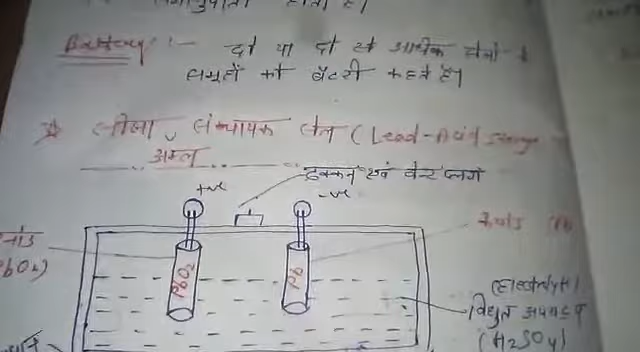 होता है।
Battery :- दो या दो से अधिक सेलो के
समूहों को बैटरी कहते है।
सीसा संचायक सेल (Lead-Acid Storage
अम्ल
ढक्कन एवं वेन्ट प्लग
+ve
-ve
PbO2
Pb
कैथोड (Pb
(Electrolyte)
विद्युत अपघट्य
(H2SO4)